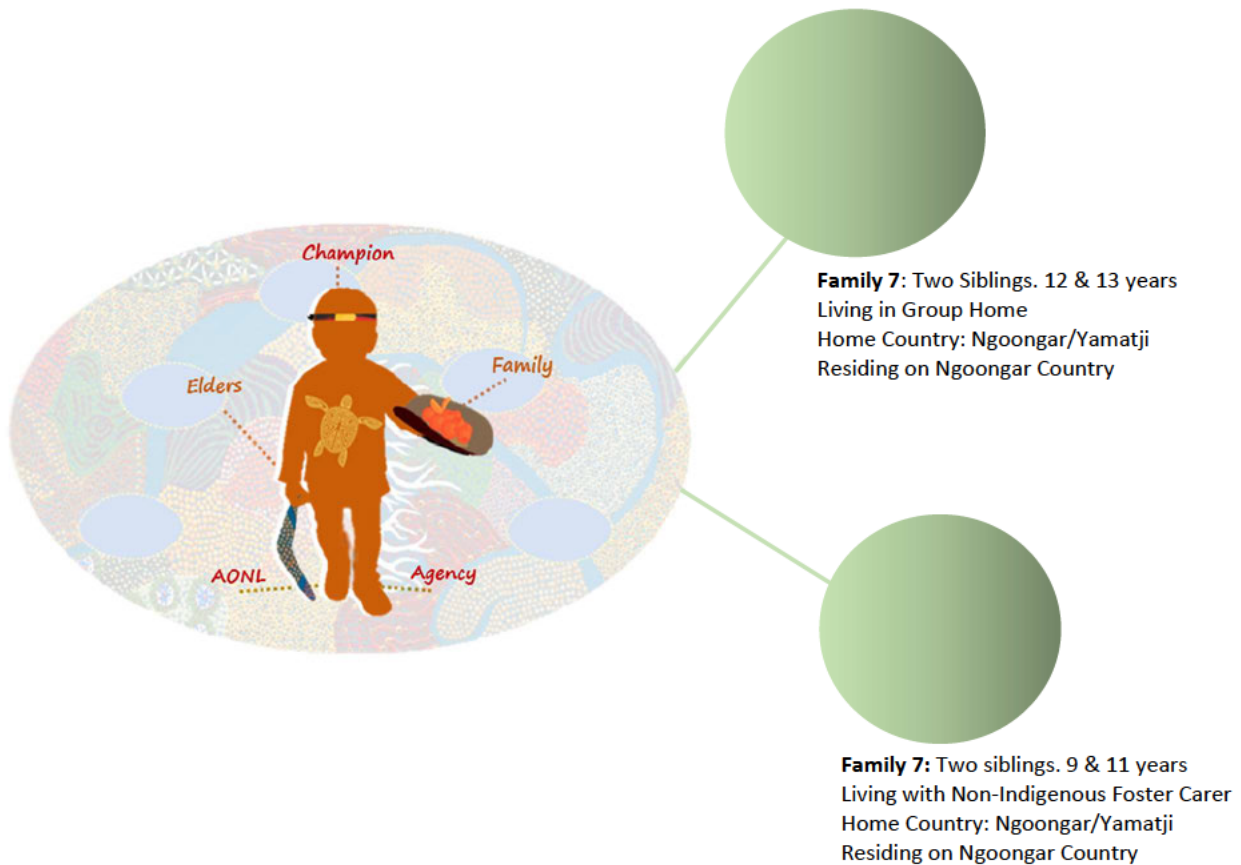 Champion
Elders
Family
AONL
Agency
Family 7: Two Siblings. 12 & 13 years
Living in Group Home
Home Country: Ngoongar/Yamatji
Residing on Ngoongar Country
Family 7: Two siblings. 9 & 11 years
Living with Non-Indigenous Foster Carer
Home Country: Ngoongar/Yamatji
Residing on Ngoongar Country